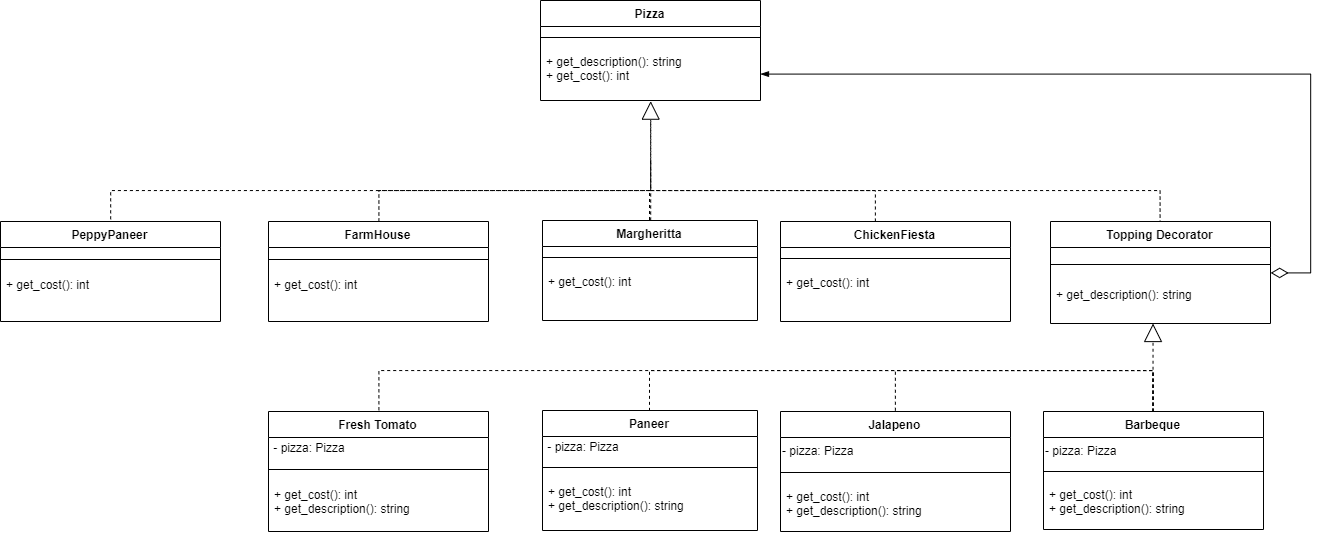 Pizza
+ get_description(): string
+ get_cost(): int
PeppyPaneer
+ get_cost(): int
FarmHouse
+ get_cost(): int
Margheritta
+ get_cost(): int
ChickenFiesta
+ get_cost(): int
Topping Decorator
+ get_description(): string
Fresh Tomato
- pizza: Pizza
+ get_cost(): int
+ get_description(): string
Paneer
- pizza: Pizza
+ get_cost(): int
+ get_description(): string
Jalapeno
- pizza: Pizza
+ get_cost(): int
+ get_description(): string
Barbeque
- pizza: Pizza
+ get_cost(): int
+ get_description(): string